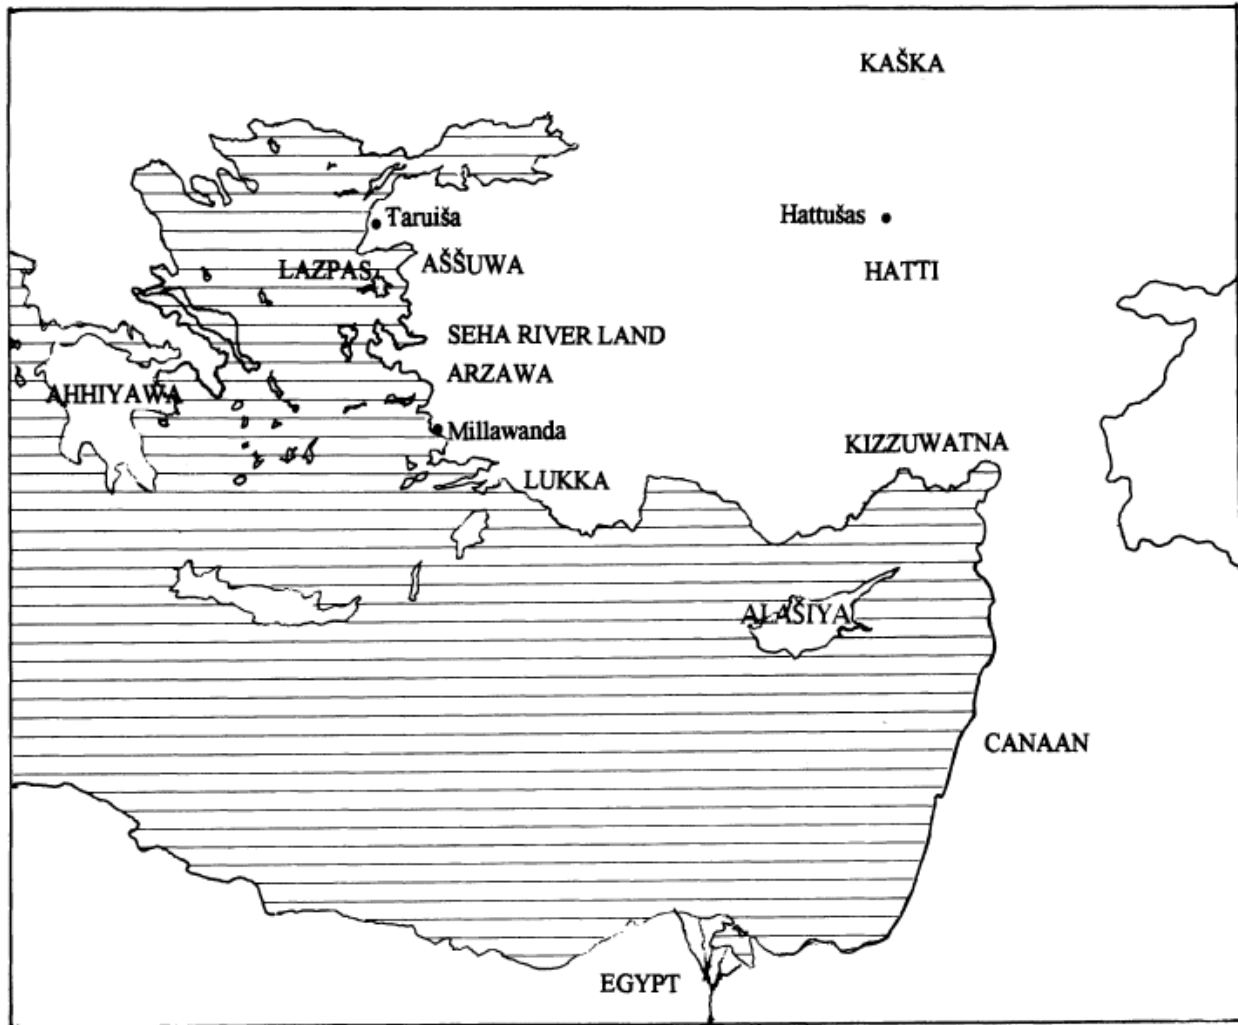 KAŠKA
Hattušas
Taruiša
AŠŠUWA
LAZPAS
HATTI
SEHA RIVER LAND
ARZAWA
AHHIYAWA
Millawanda
KIZZUWATNA
LUKKA
ALAŠIYA
CANAAN
EGYPT